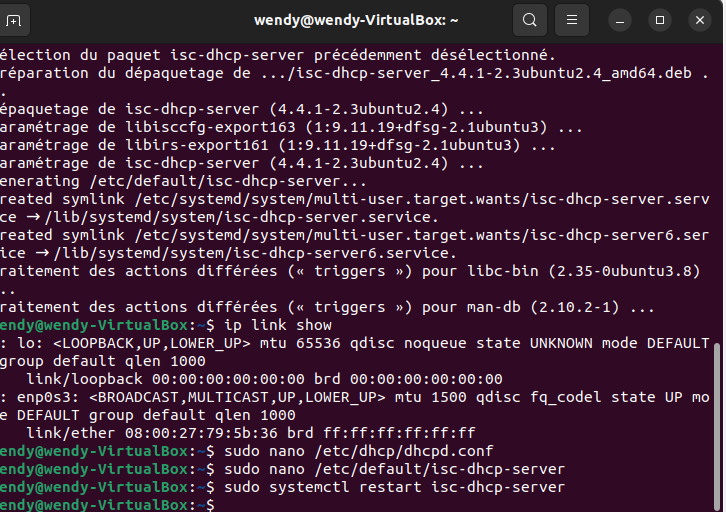 wendy@wendy-VirtualBox: ~
élection du paquet isc-dhcp-server précédemment désélectionné.
réparation du dépaquetage de .../isc-dhcp-server_4.4.1-2.3ubuntu2.4_amd64.deb .
.
épaquetage de isc-dhcp-server (4.4.1-2.3ubuntu2.4) ...
aramétrage de libisccfg-export163 (1:9.11.19+dfsg-2.1ubuntu3) ...
aramétrage de libirs-export161 (1:9.11.19+dfsg-2.1ubuntu3) ...
aramétrage de isc-dhcp-server (4.4.1-2.3ubuntu2.4) ...
enerating /etc/default/isc-dhcp-server...
reated symlink /etc/systemd/system/multi-user.target.wants/isc-dhcp-server.serv
ce → /lib/systemd/system/isc-dhcp-server.service.
reated symlink /etc/systemd/system/multi-user.target.wants/isc-dhcp-server6.ser
ice → /lib/systemd/system/isc-dhcp-server6.service.
raitement des actions différées (« triggers ») pour libc-bin (2.35-0ubuntu3.8)
..
raitement des actions différées (« triggers ») pour man-db (2.10.2-1) ...
endy@wendy-VirtualBox:~$ ip link show
: lo: <LOOPBACK,UP,LOWER_UP> mtu 65536 qdisc noqueue state UNKNOWN mode DEFAULT
group default qlen 1000
link/loopback 00:00:00:00:00:00 brd 00:00:00:00:00:00
: enp0s3: <BROADCAST,MULTICAST,UP,LOWER_UP> mtu 1500 qdisc fq_codel state UP mo
e DEFAULT group default qlen 1000
link/ether 08:00:27:79:5b:36 brd ff:ff:ff:ff:ff:ff
endy@wendy-VirtualBox:~$ sudo nano /etc/dhcp/dhcpd.conf
endy@wendy-VirtualBox:~$ sudo nano /etc/default/isc-dhcp-server
endy@wendy-VirtualBox:~$ sudo systemctl restart isc-dhcp-server
endy@wendy-VirtualBox:~$